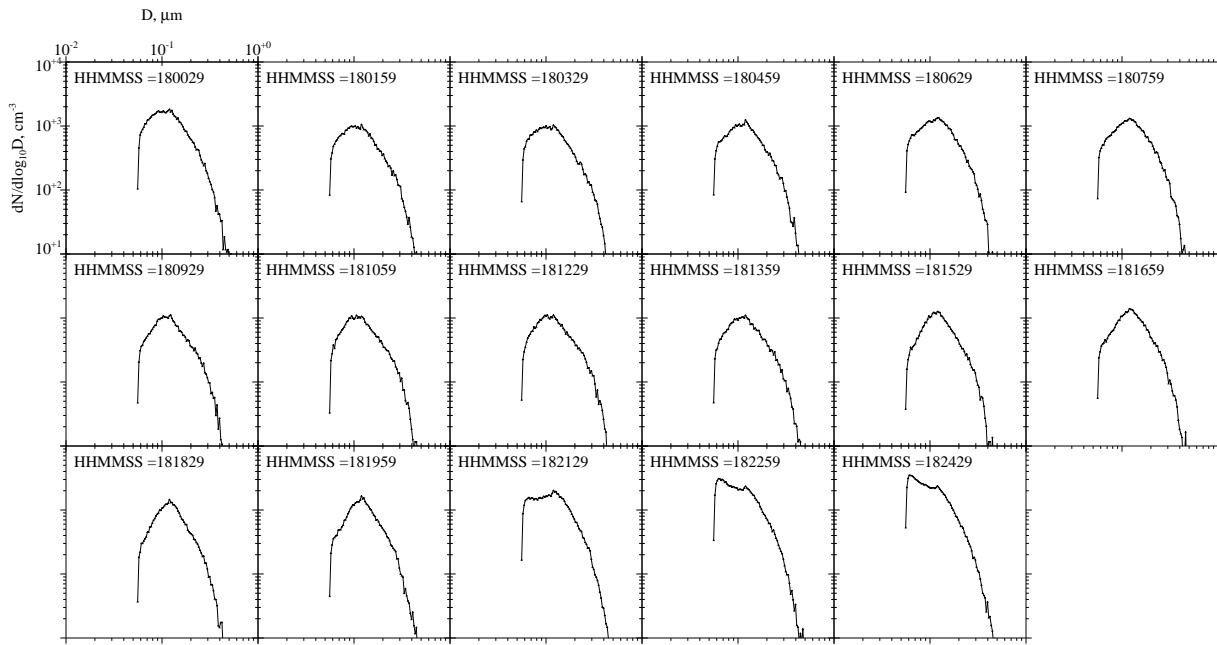 D, μm
10-2 10-1 10+0
10+4
HHMMSS =180029 HHMMSS =180159 HHMMSS =180329 HHMMSS =180459 HHMMSS =180629 HHMMSS =180759
dN/dlog10D, cm-3
10+3
10+2
10+1
HHMMSS =180929 HHMMSS =181059 HHMMSS =181229 HHMMSS =181359 HHMMSS =181529 HHMMSS =181659
HHMMSS =181829 HHMMSS =181959 HHMMSS =182129 HHMMSS =182259 HHMMSS =182429